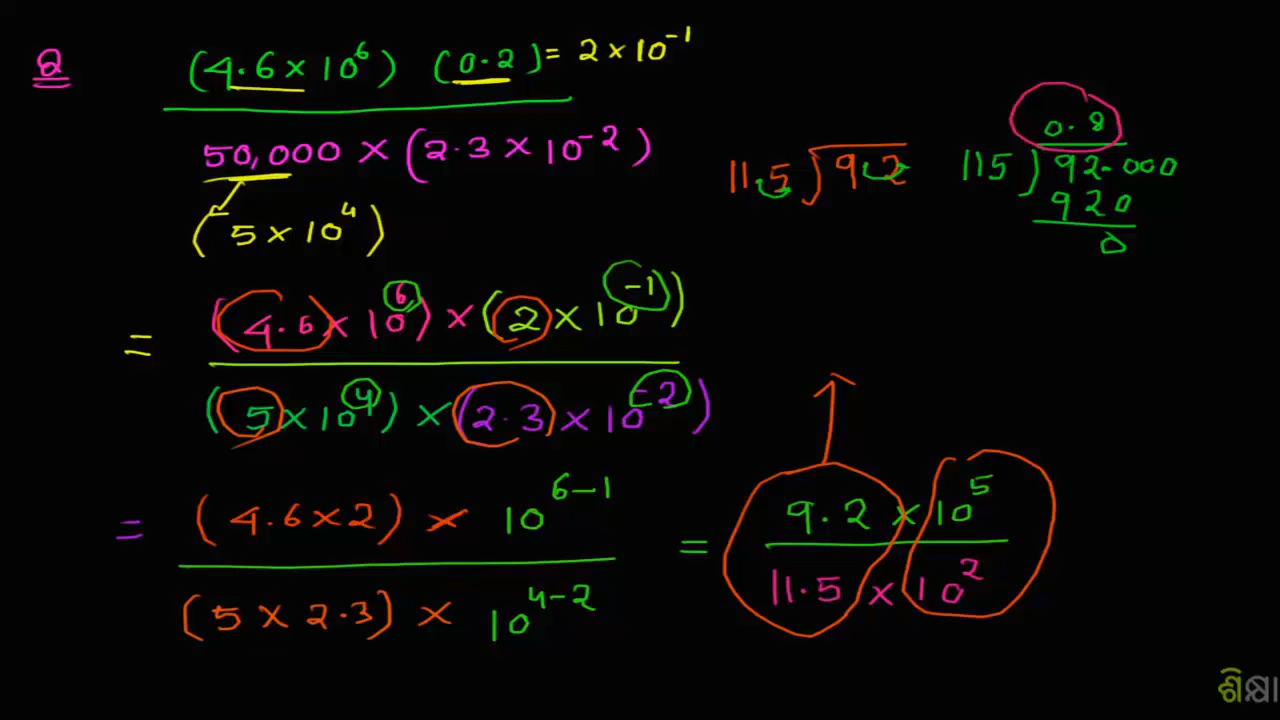 Q (4.6 × 10⁶) (0.2) = 2 × 10⁻¹
50,000 × (2.3 × 10⁻²)
(5 × 10⁴)
11.5 ) 9.2
0.8
115 ) 92.000
920
0
= (4.6 × 10⁶) × (2 × 10⁻¹)
(5 × 10⁴) × (2.3 × 10⁻²)
= (4.6 × 2) × 10⁶⁻¹
(5 × 2.3) × 10⁴⁻²
= 9.2 × 10⁵
11.5 × 10²
ଶିକ୍ଷା